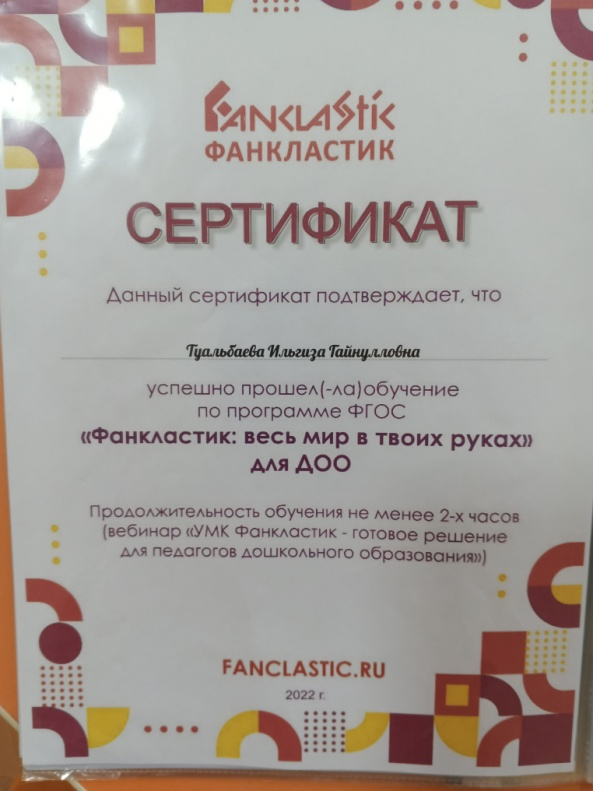 FANCLASTIC
ФАНКЛАСТИК
СЕРТИФИКАТ
Данный сертификат подтверждает, что
Гуальбаева Ильгиза Гайнулловна
успешно прошел(-ла)обучение
по программе ФГОС
«Фанкластик: весь мир в твоих руках»
для ДОО
Продолжительность обучения не менее 2-х часов
(вебинар «УМК Фанкластик - готовое решение
для педагогов дошкольного образования»)
FANCLASTIC.RU
2022 г.